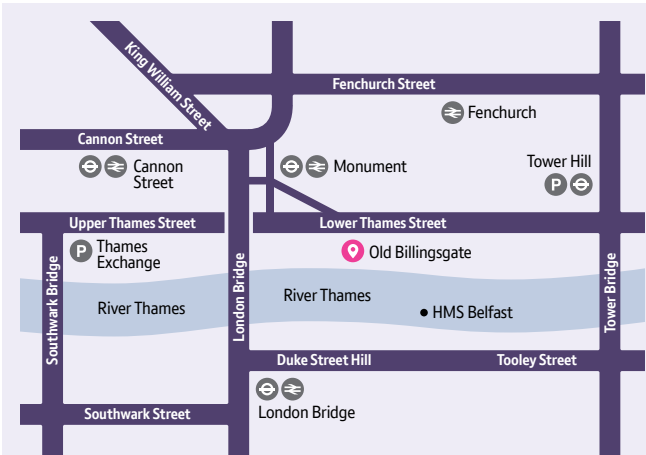 King William Street
Fenchurch Street
Fenchurch
Cannon Street
Cannon
Street
Monument
Tower Hill
P
Upper Thames Street
Lower Thames Street
P
Thames
Exchange
Old Billingsgate
Southwark Bridge
London Bridge
Tower Bridge
River Thames
River Thames
HMS Belfast
Duke Street Hill
Tooley Street
London Bridge
Southwark Street